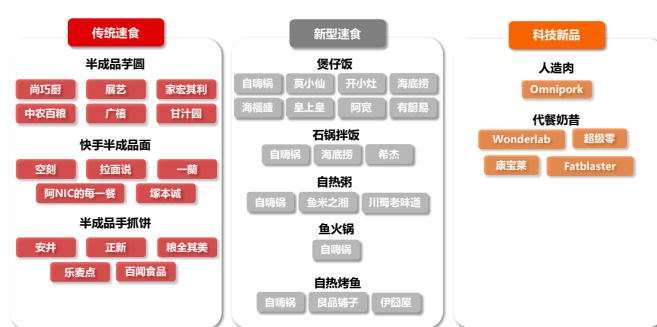 传统速食
半成品芋圆
尚巧厨 展艺 家宏其利
中农百粮 广禧 甘汁园
快手半成品面
空刻 拉面说 一蘭
阿NIC的每一餐 塚本诚
半成品手抓饼
安井 正新 粮全其美
乐麦点 百闻食品
新型速食
煲仔饭
自嗨锅 莫小仙 开小灶 海底捞
海福盛 皇上皇 阿宽 有厨易
石锅拌饭
自嗨锅 海底捞 希杰
自热粥
自嗨锅 鱼米之湘 川蜀老味道
鱼火锅
自嗨锅
自热烤鱼
自嗨锅 良品铺子 伊囧屋
科技新品
人造肉
Omnipork
代餐奶昔
Wonderlab 超级零
康宝莱 Fatblaster